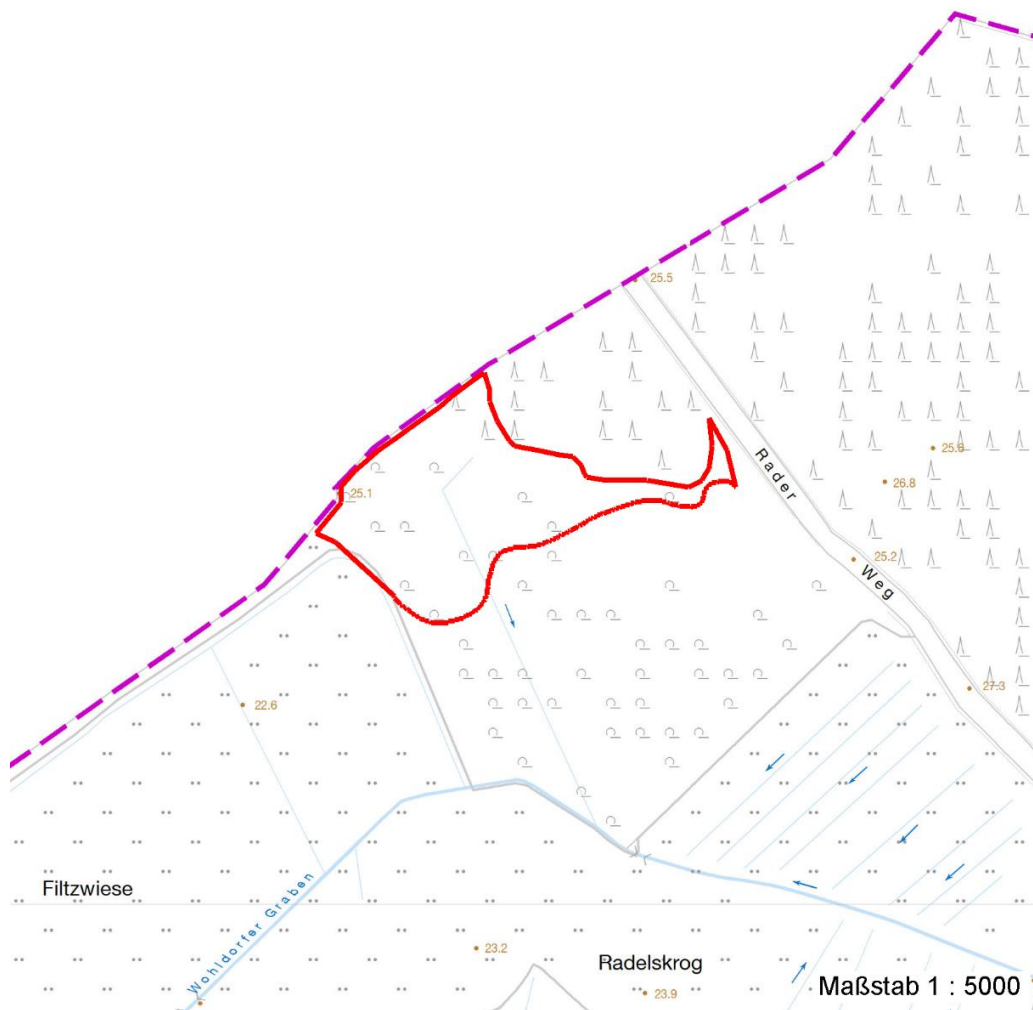 25.5
Rader
25.9
26.8
25.1
25.2
Weg
27.3
22.6
Filtzwiese
Wohldorfer Graben
23.2
Radelskrog
Maßstab 1 : 5000
23.9